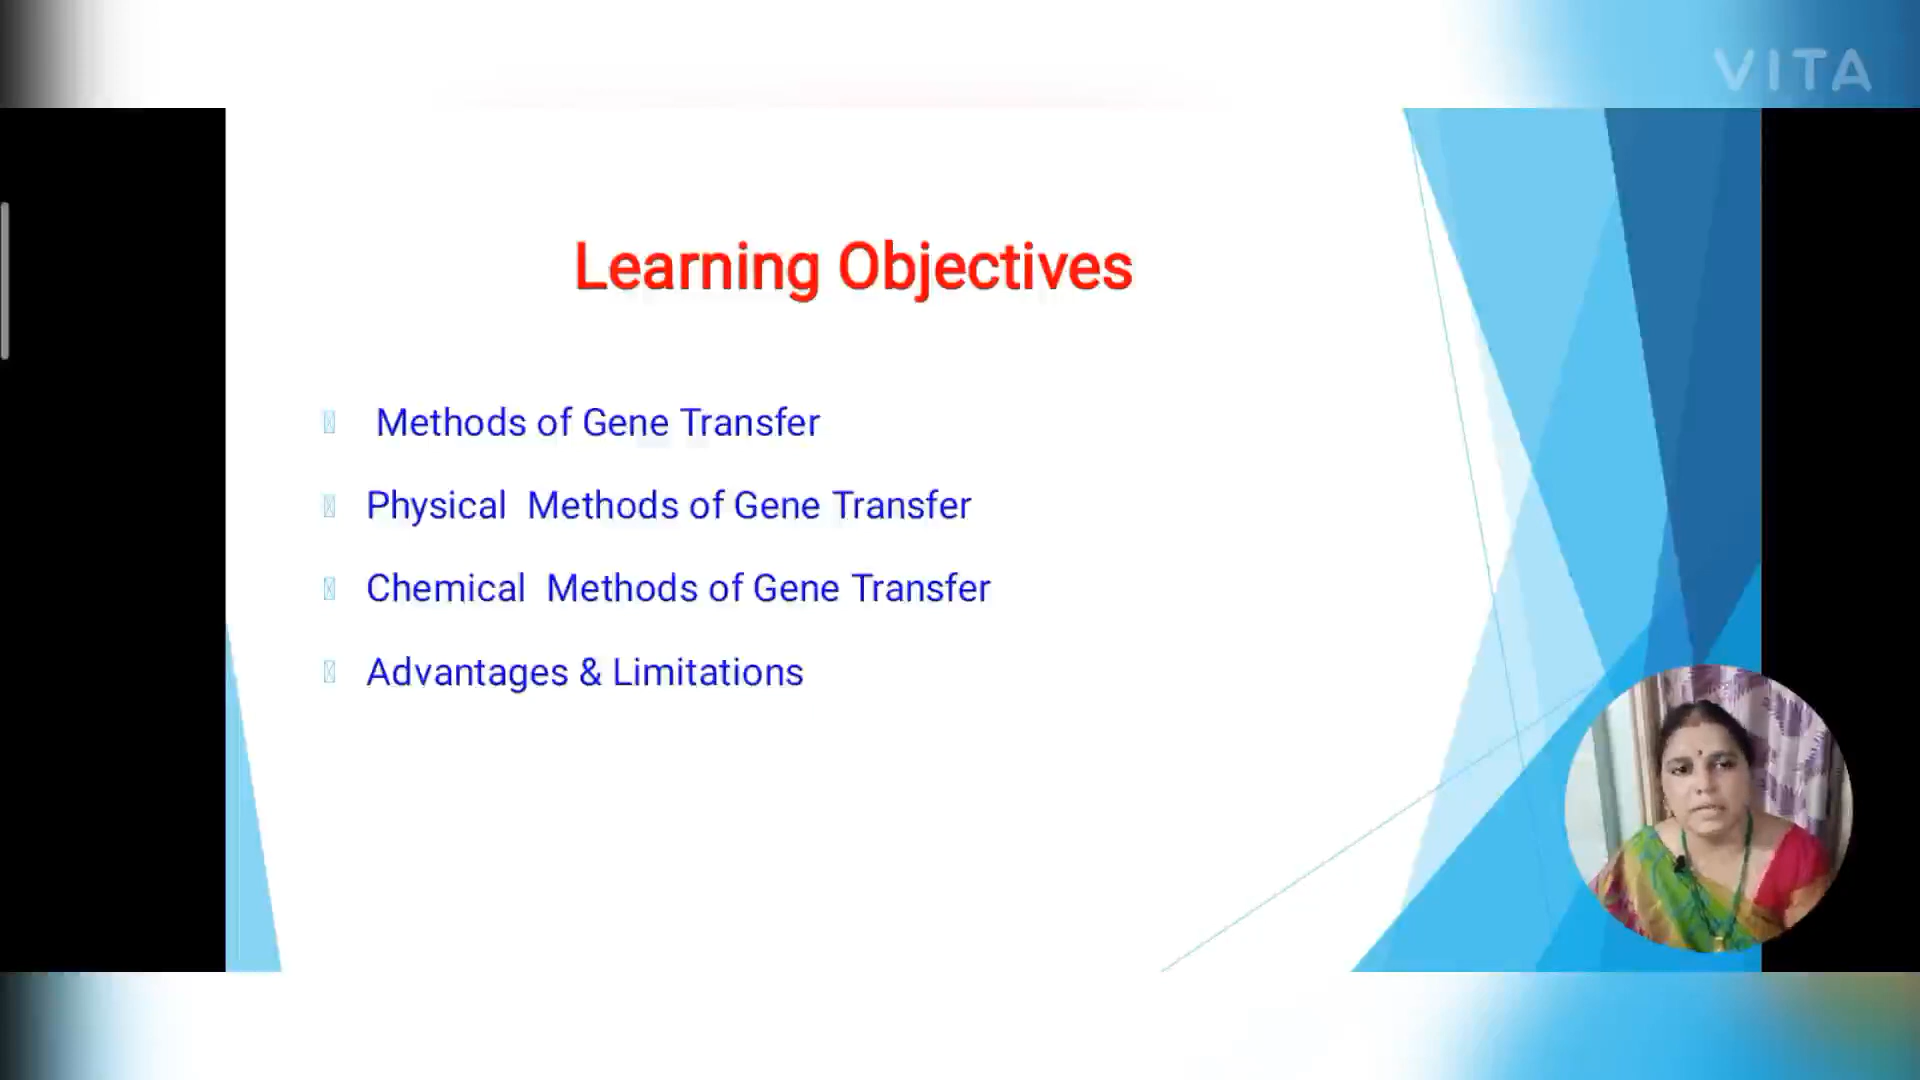 VITA
Learning Objectives
Methods of Gene Transfer
Physical Methods of Gene Transfer
Chemical Methods of Gene Transfer
Advantages & Limitations